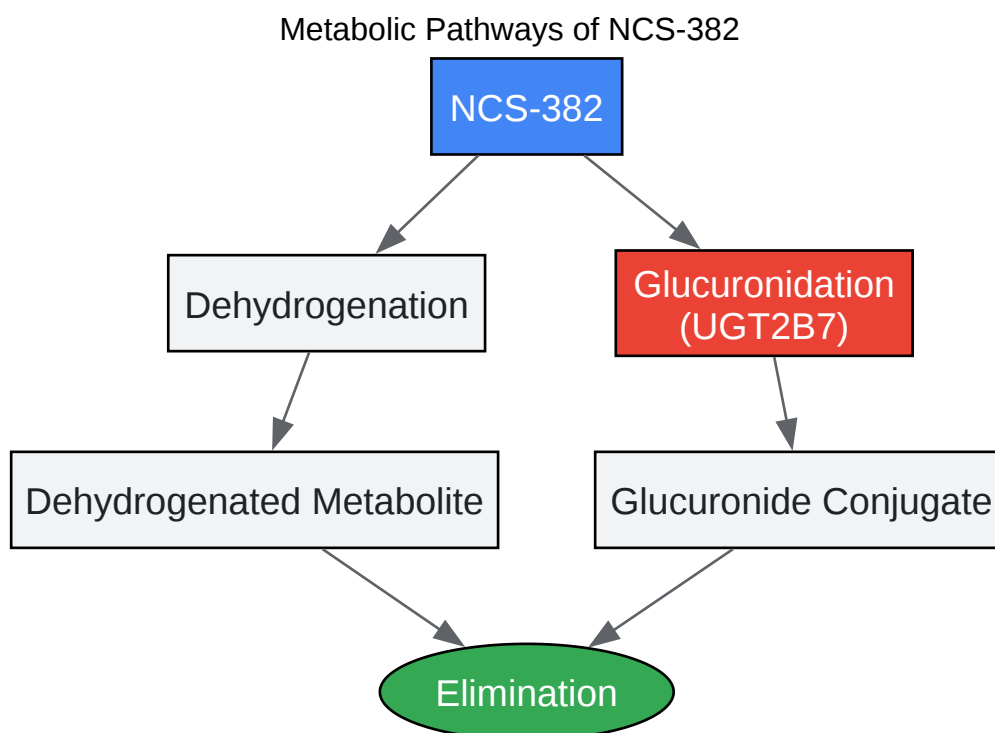 Metabolic Pathways of NCS-382
NCS-382
Dehydrogenation
Glucuronidation
(UGT2B7)
Dehydrogenated Metabolite
Glucuronide Conjugate
Elimination